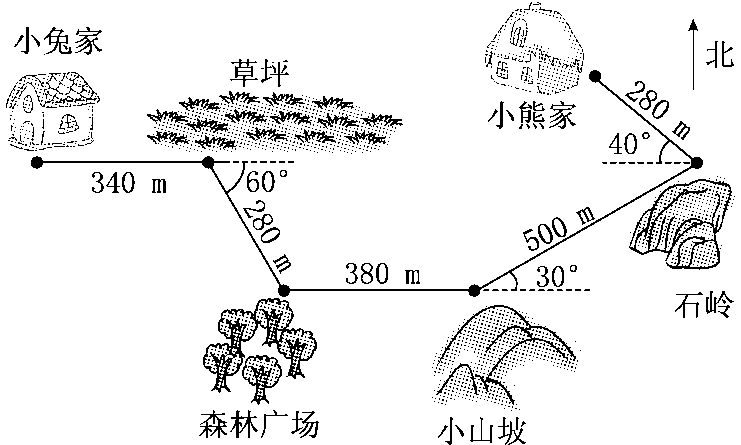 小兔家
草坪
小熊家
北
280 m
40°
340 m
60°
280 m
380 m
500 m
30°
石岭
森林广场
小山坡